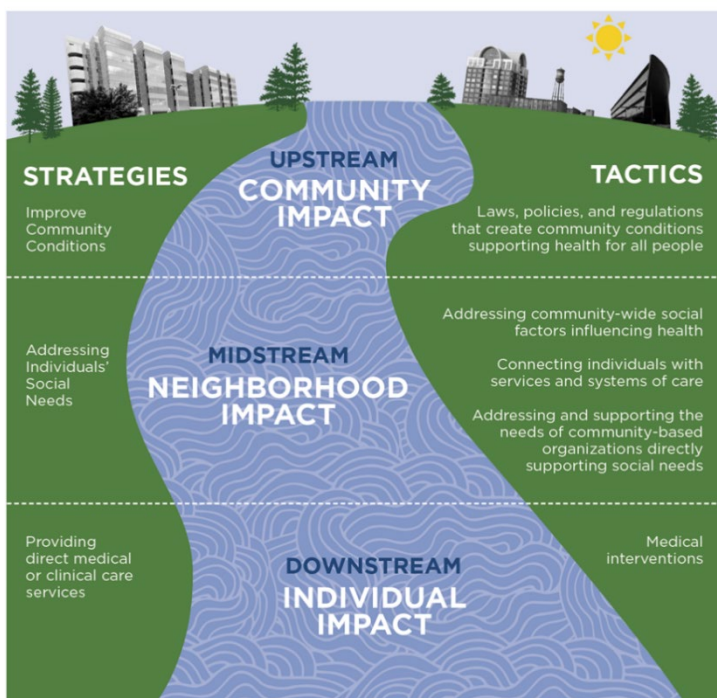 UPSTREAM
COMMUNITY
IMPACT
STRATEGIES
Improve
Community
Conditions
TACTICS
Laws, policies, and regulations
that create community conditions
supporting health for all people
MIDSTREAM
NEIGHBORHOOD
IMPACT
Addressing
Individuals'
Social
Needs
Addressing community-wide social
factors influencing health
Connecting individuals with
services and systems of care
Addressing and supporting the
needs of community-based
organizations directly
supporting social needs
DOWNSTREAM
INDIVIDUAL
IMPACT
Providing
direct medical
or clinical care
services
Medical
interventions